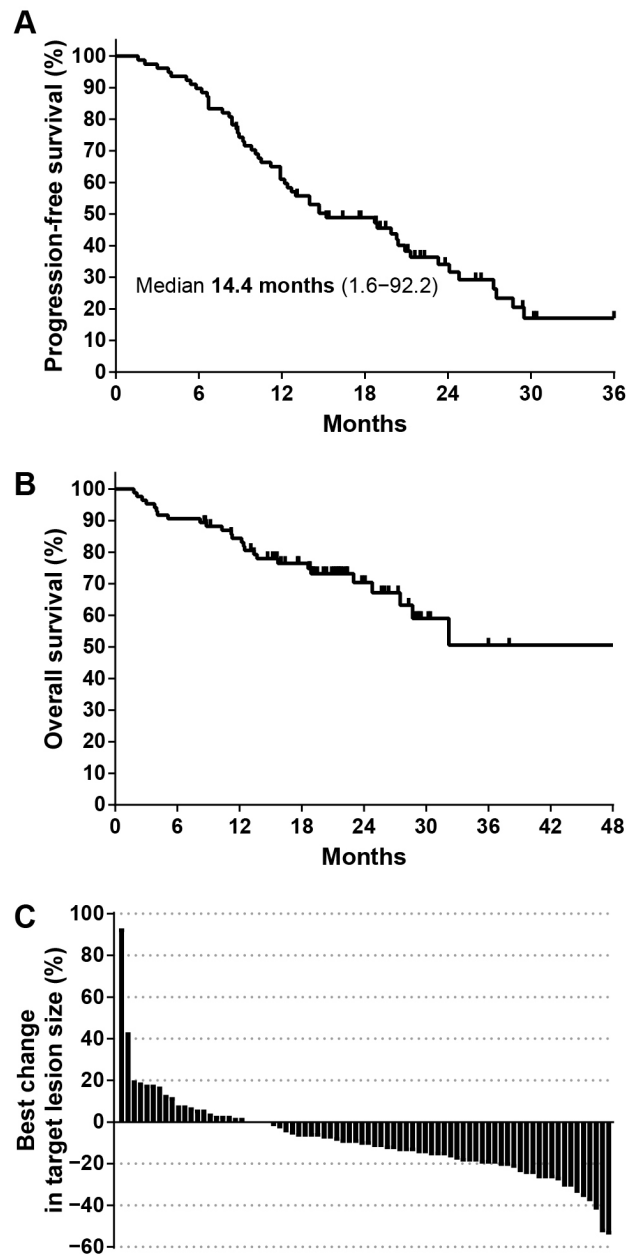 A
Progression-free survival (%)
100
90
80
70
60
50
40
30
20
10
0
Median 14.4 months (1.6–92.2)
0 6 12 18 24 30 36
Months
B
Overall survival (%)
100
90
80
70
60
50
40
30
20
10
0
0 6 12 18 24 30 36 42 48
Months
C
Best change
in target lesion size (%)
100
80
60
40
20
0
−20
−40
−60